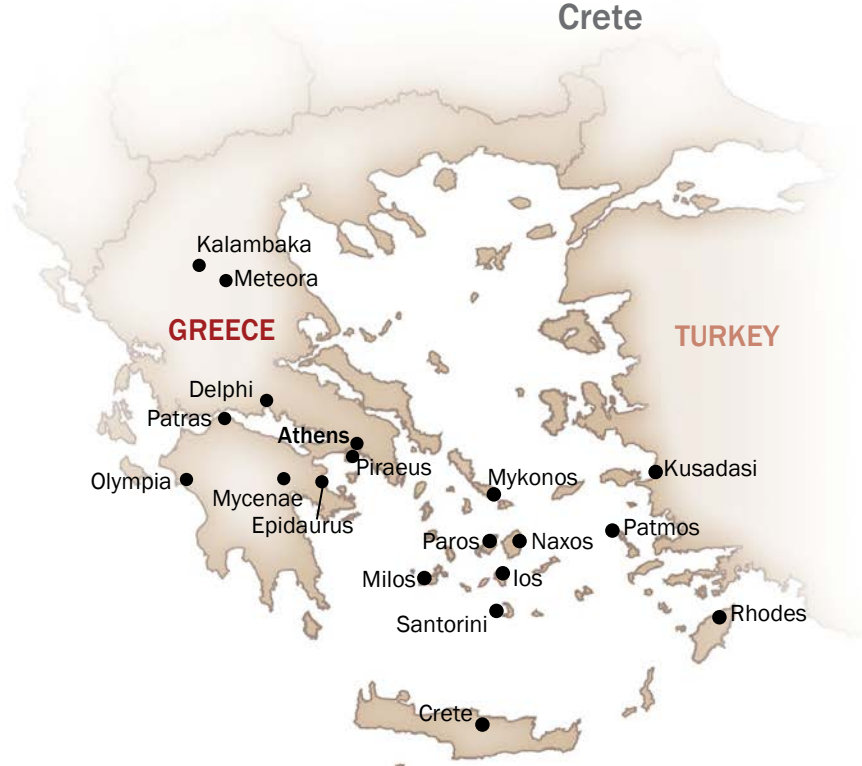 Crete
Kalambaka
Meteora
GREECE
TURKEY
Delphi
Patras
Athens
Piraeus
Olympia
Mycenae
Epidaurus
Mykonos
Kusadasi
Paros
Naxos
Patmos
Milos
Ios
Santorini
Rhodes
Crete